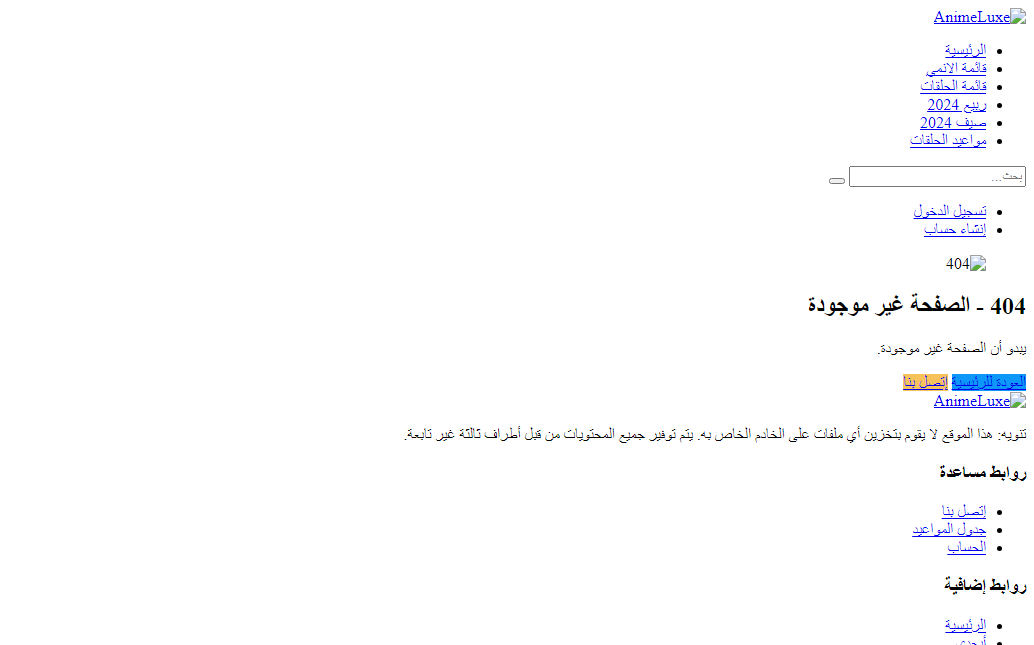 AnimeLuxe
الرئيسية
قائمة الانمي
قائمة الحلقات
ربيع 2024
صيف 2024
مواعيد الحلقات
بحث...
تسجيل الدخول
إنشاء حساب
404
404 - الصفحة غير موجودة
يبدو أن الصفحة غير موجودة.
العودة للرئيسية إتصل بنا
AnimeLuxe
تنويه: هذا الموقع لا يقوم بتخزين أي ملفات على الخادم الخاص به. يتم توفير جميع المحتويات من قبل أطراف ثالثة غير تابعة.
روابط مساعدة
إتصل بنا
جدول المواعيد
الحساب
روابط إضافية
الرئيسية